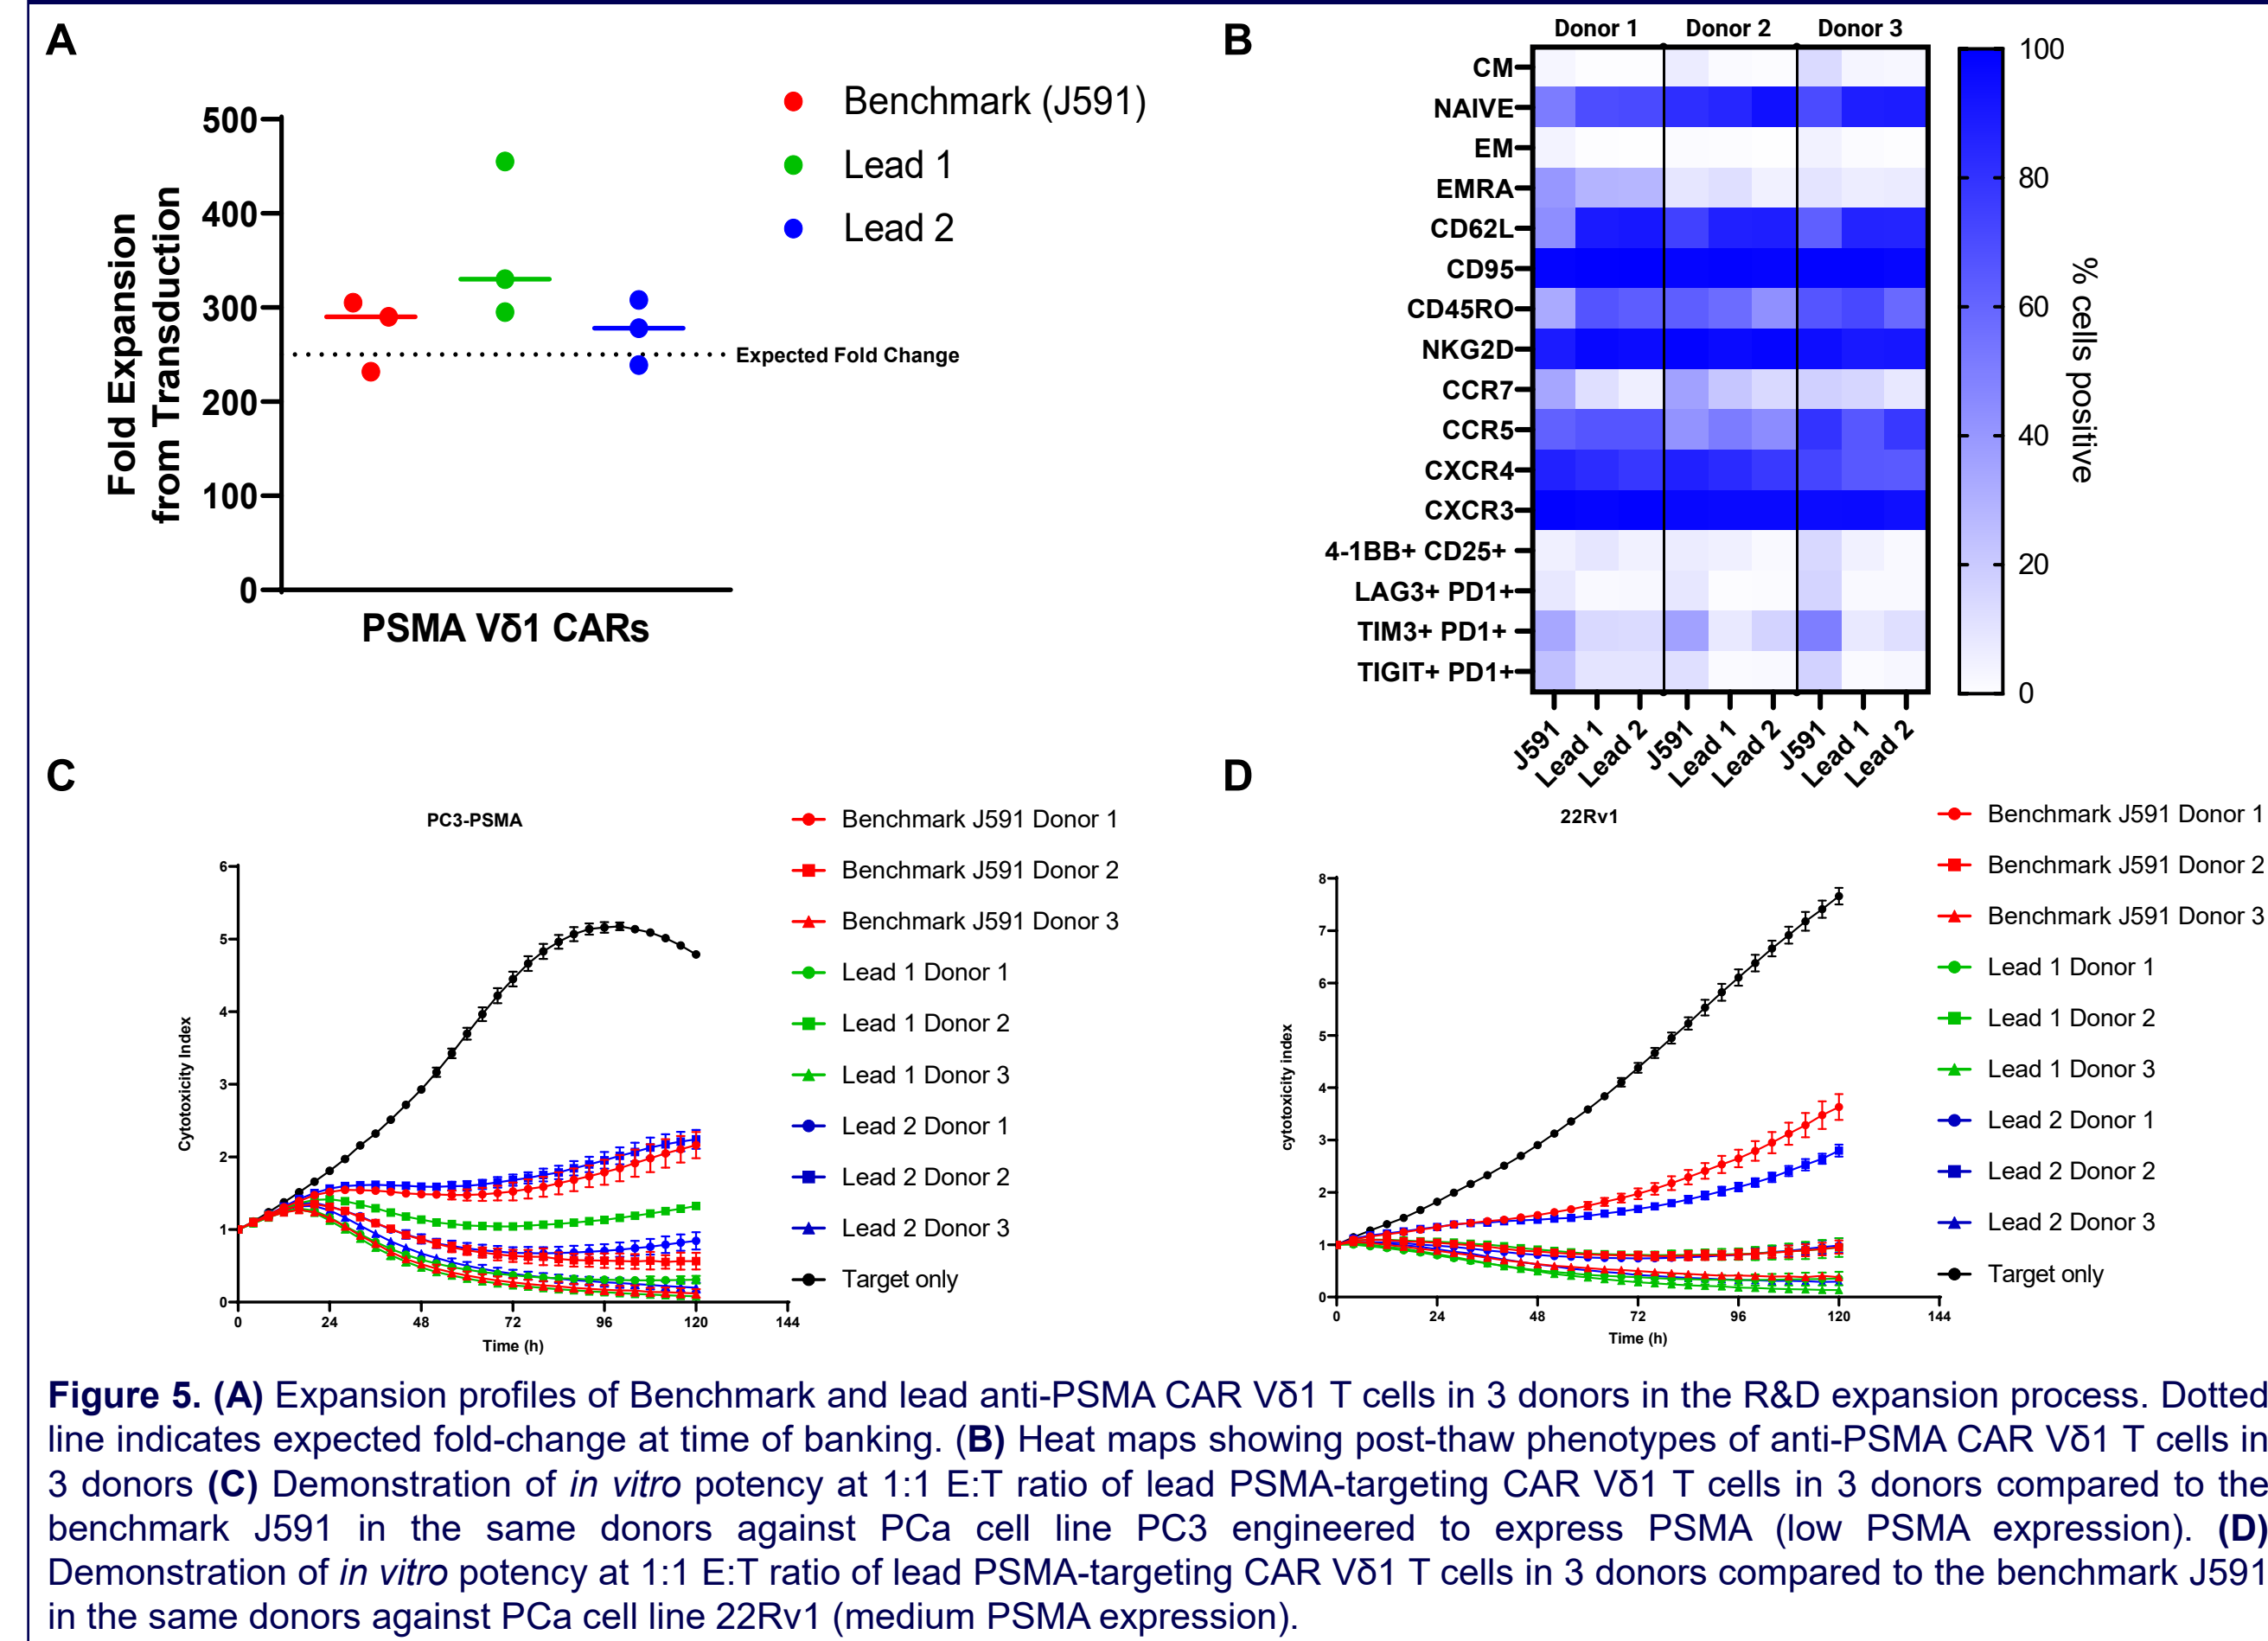 A
500
400
300
200
100
0
Fold Expansion
from Transduction
Expected Fold Change
PSMA Vδ1 CARs
Benchmark (J591)
Lead 1
Lead 2
B
Donor 1 Donor 2 Donor 3
CM
NAIVE
EM
EMRA
CD62L
CD95
CD45RO
NKG2D
CCR7
CCR5
CXCR4
CXCR3
4-1BB+ CD25+
LAG3+ PD1+
TIM3+ PD1+
TIGIT+ PD1+
J591 Lead 1 Lead 2 J591 Lead 1 Lead 2 J591 Lead 1 Lead 2
100
80
60
40
20
0
% cells positive
C
PC3-PSMA
6
5
4
3
2
1
0
Cytotoxicity Index
0 24 48 72 96 120 144
Time (h)
Benchmark J591 Donor 1
Benchmark J591 Donor 2
Benchmark J591 Donor 3
Lead 1 Donor 1
Lead 1 Donor 2
Lead 1 Donor 3
Lead 2 Donor 1
Lead 2 Donor 2
Lead 2 Donor 3
Target only
D
22Rv1
8
7
6
5
4
3
2
1
0
cytotoxicity index
0 24 48 72 96 120 144
Time (h)
Benchmark J591 Donor 1
Benchmark J591 Donor 2
Benchmark J591 Donor 3
Lead 1 Donor 1
Lead 1 Donor 2
Lead 1 Donor 3
Lead 2 Donor 1
Lead 2 Donor 2
Lead 2 Donor 3
Target only
Figure 5. (A) Expansion profiles of Benchmark and lead anti-PSMA CAR Vδ1 T cells in 3 donors in the R&D expansion process. Dotted
line indicates expected fold-change at time of banking. (B) Heat maps showing post-thaw phenotypes of anti-PSMA CAR Vδ1 T cells in
3 donors (C) Demonstration of in vitro potency at 1:1 E:T ratio of lead PSMA-targeting CAR Vδ1 T cells in 3 donors compared to the
benchmark J591 in the same donors against PCa cell line PC3 engineered to express PSMA (low PSMA expression). (D)
Demonstration of in vitro potency at 1:1 E:T ratio of lead PSMA-targeting CAR Vδ1 T cells in 3 donors compared to the benchmark J591
in the same donors against PCa cell line 22Rv1 (medium PSMA expression).